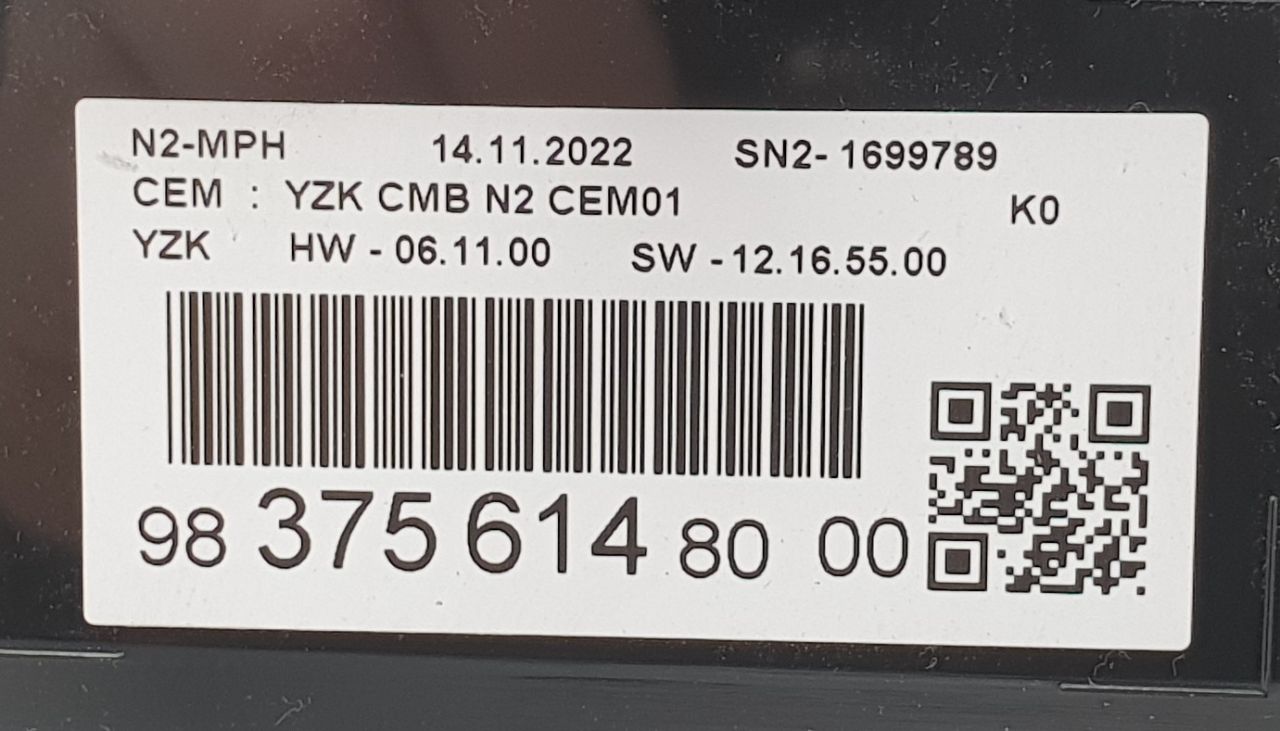 N2-MPH 14.11.2022 SN2- 1699789
CEM : YZK CMB N2 CEM01 K0
YZK HW - 06.11.00 SW - 12.16.55.00
98 375 614 80 00